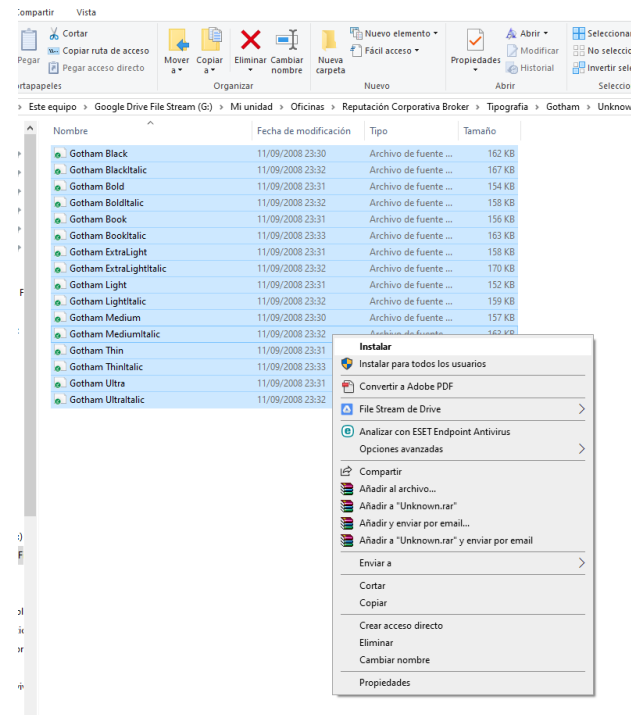 Compartir Vista
Pegar
Cortar
Copiar ruta de acceso
Pegar acceso directo
Mover a
Copiar a
Eliminar
Cambiar nombre
Nueva carpeta
Nuevo elemento
Fácil acceso
Propiedades
Abrir
Modificar
Historial
Seleccionar
No selecci
Invertir sele
Organizar Nuevo Abrir Seleccio
Este equipo > Google Drive File Stream (G:) > Mi unidad > Oficinas > Reputación Corporativa Broker > Tipografia > Gotham > Unknow
Nombre Fecha de modificación Tipo Tamaño
Gotham Black 11/09/2008 23:30 Archivo de fuente ... 162 KB
Gotham BlackItalic 11/09/2008 23:32 Archivo de fuente ... 167 KB
Gotham Bold 11/09/2008 23:31 Archivo de fuente ... 154 KB
Gotham BoldItalic 11/09/2008 23:32 Archivo de fuente ... 158 KB
Gotham Book 11/09/2008 23:31 Archivo de fuente ... 156 KB
Gotham BookItalic 11/09/2008 23:33 Archivo de fuente ... 163 KB
Gotham ExtraLight 11/09/2008 23:31 Archivo de fuente ... 158 KB
Gotham ExtraLightItalic 11/09/2008 23:32 Archivo de fuente ... 170 KB
Gotham Light 11/09/2008 23:31 Archivo de fuente ... 152 KB
Gotham LightItalic 11/09/2008 23:32 Archivo de fuente ... 159 KB
Gotham Medium 11/09/2008 23:30 Archivo de fuente ... 157 KB
Gotham MediumItalic 11/09/2008 23:32 Archivo de fuente 163 KB
Gotham Thin 11/09/2008 23:31
Gotham ThinItalic 11/09/2008 23:33
Gotham Ultra 11/09/2008 23:31
Gotham UltraItalic 11/09/2008 23:32
Instalar
Instalar para todos los usuarios
Convertir a Adobe PDF
File Stream de Drive
Analizar con ESET Endpoint Antivirus
Opciones avanzadas
Compartir
Añadir al archivo...
Añadir a "Unknown.rar"
Añadir y enviar por email...
Añadir a "Unknown.rar" y enviar por email
Enviar a
Cortar
Copiar
Crear acceso directo
Eliminar
Cambiar nombre
Propiedades